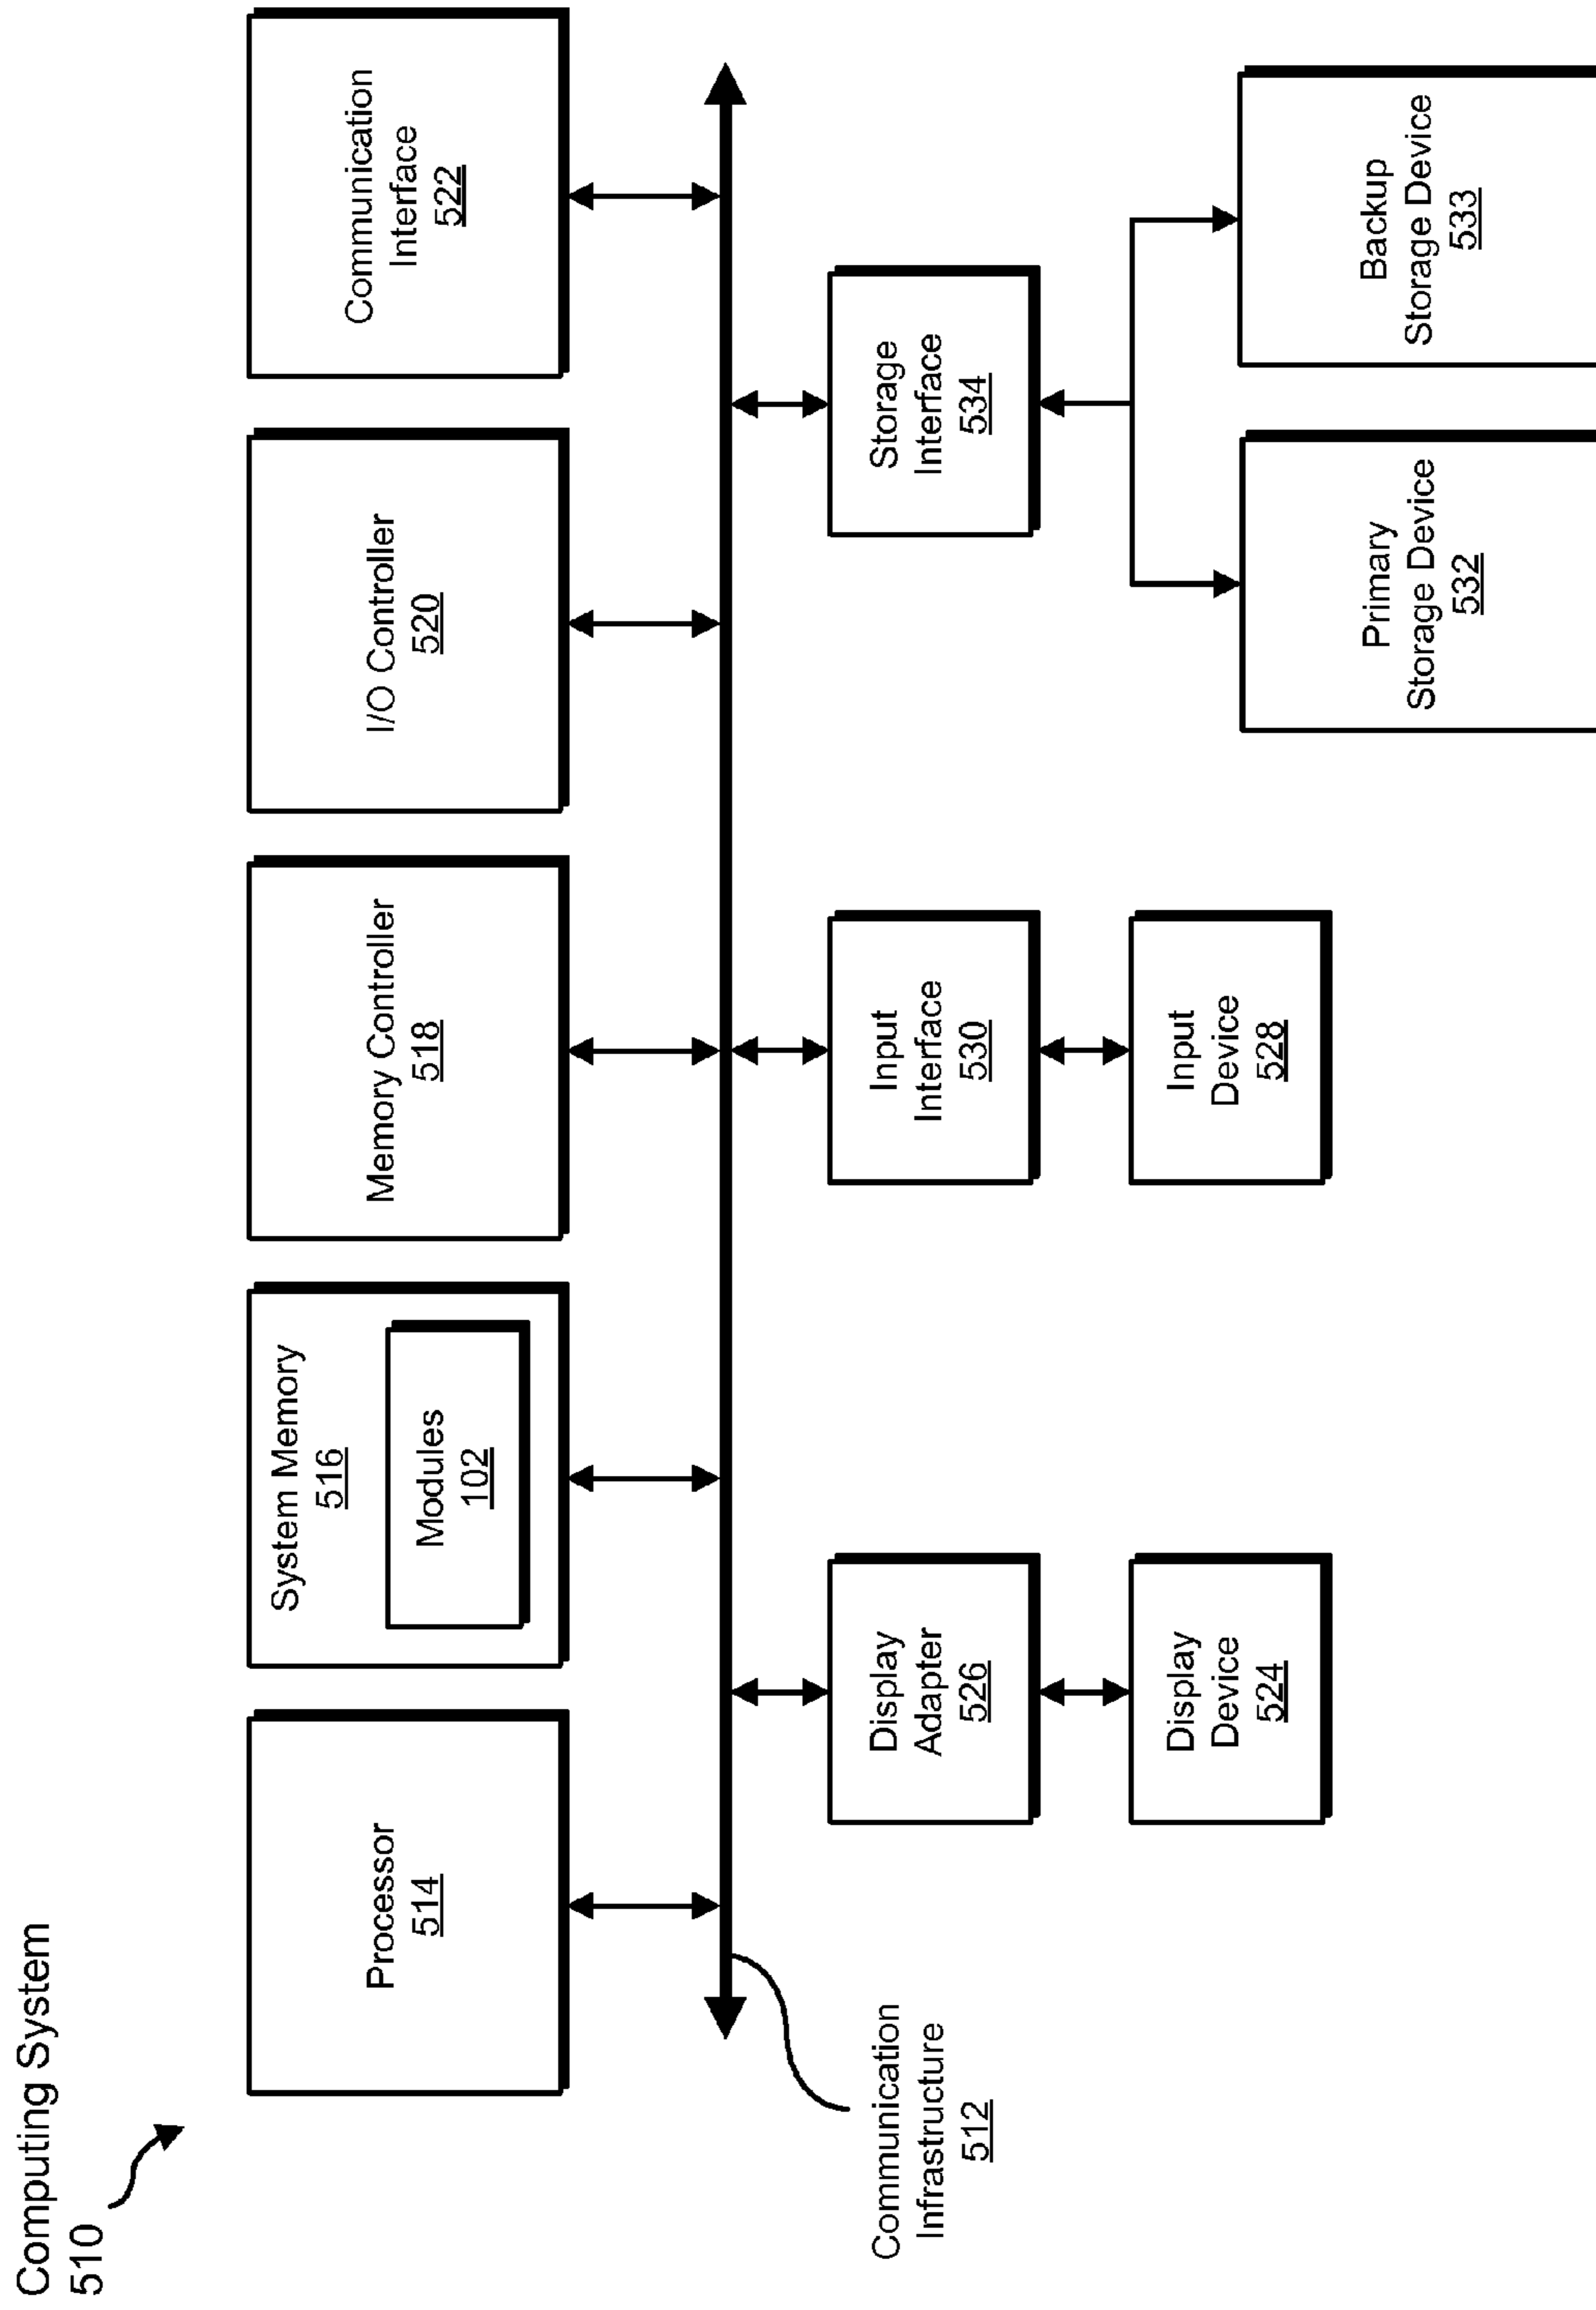 Computing System
510
Processor
514
System Memory
516
Modules
102
Memory Controller
518
I/O Controller
520
Communication
Interface
522
Communication
Infrastructure
512
Display
Adapter
526
Input
Interface
530
Storage
Interface
534
Display
Device
524
Input
Device
528
Primary
Storage Device
532
Backup
Storage Device
533